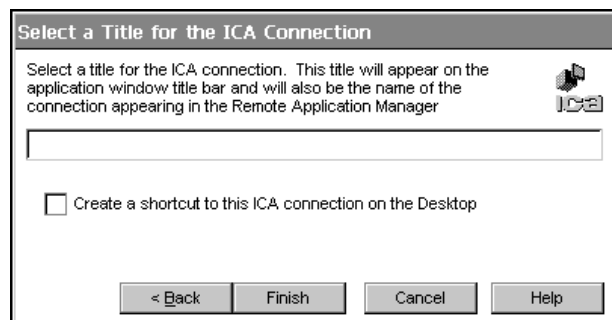 Select a Title for the ICA Connection
Select a title for the ICA connection. This title will appear on the
application window title bar and will also be the name of the
connection appearing in the Remote Application Manager
ica
Create a shortcut to this ICA connection on the Desktop
< Back Finish Cancel Help